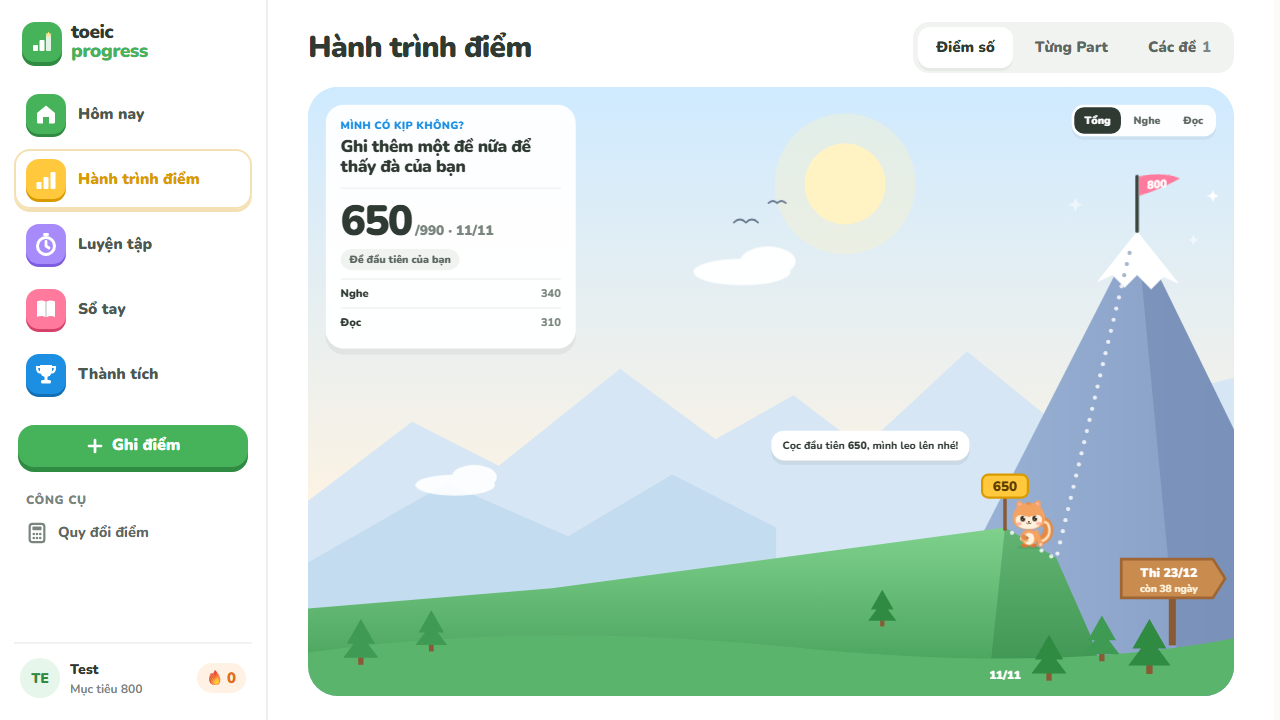 toeic
progress
Hôm nay
Hành trình điểm
Luyện tập
Sổ tay
Thành tích
Ghi điểm
CÔNG CỤ
Quy đổi điểm
TE
Test
Mục tiêu 800
0
Hành trình điểm
Điểm số
Từng Part
Các đề 1
MÌNH CÓ KỊP KHÔNG?
Ghi thêm một đề nữa để
thấy đà của bạn
650 /990 · 11/11
Đề đầu tiên của bạn
Nghe 340
Đọc 310
Tổng
Nghe
Đọc
800
Cọc đầu tiên 650, mình leo lên nhé!
650
Thi 23/12
còn 38 ngày
11/11